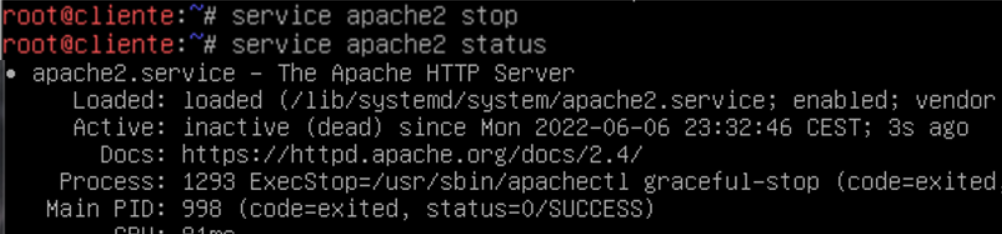 root@cliente:~# service apache2 stop
root@cliente:~# service apache2 status
● apache2.service - The Apache HTTP Server
Loaded: loaded (/lib/systemd/system/apache2.service; enabled; vendor
Active: inactive (dead) since Mon 2022-06-06 23:32:46 CEST; 3s ago
Docs: https://httpd.apache.org/docs/2.4/
Process: 1293 ExecStop=/usr/sbin/apachectl graceful-stop (code=exited
Main PID: 998 (code=exited, status=0/SUCCESS)
CPU: 81ms